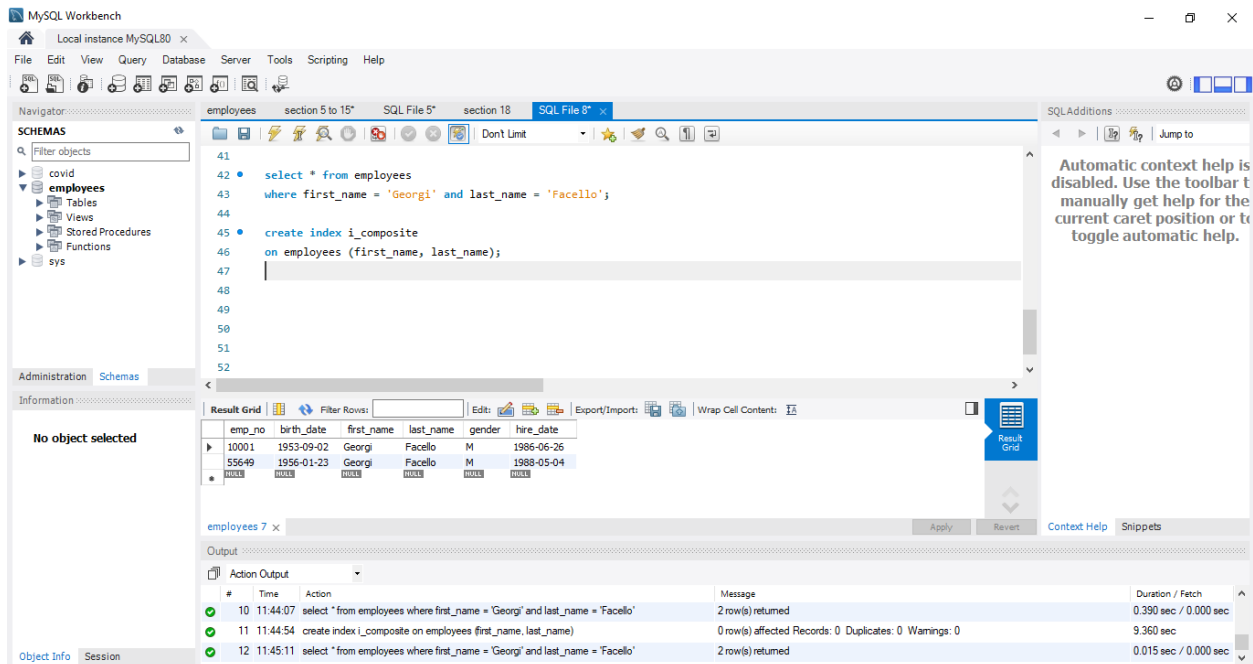 MySQL Workbench
Local instance MySQL80
File Edit View Query Database Server Tools Scripting Help
Navigator
SCHEMAS
Filter objects
covid
employees
Tables
Views
Stored Procedures
Functions
sys
Administration Schemas
Information
No object selected
Object Info Session
employees section 5 to 15* SQL File 5* section 18 SQL File 8*
Don't Limit
41
42 select * from employees
43 where first_name = 'Georgi' and last_name = 'Facello';
44
45 create index i_composite
46 on employees (first_name, last_name);
47
48
49
50
51
52
Result Grid Filter Rows: Edit: Export/Import: Wrap Cell Content:
emp_no birth_date first_name last_name gender hire_date
10001 1953-09-02 Georgi Facello M 1986-06-26
55649 1956-01-23 Georgi Facello M 1988-05-04
NULL NULL NULL NULL NULL NULL
Result Grid
employees 7
Apply Revert
SQLAdditions
Jump to
Automatic context help is
disabled. Use the toolbar t
manually get help for the
current caret position or to
toggle automatic help.
Context Help Snippets
Output
Action Output
# Time Action Message Duration / Fetch
10 11:44:07 select * from employees where first_name = 'Georgi' and last_name = 'Facello' 2 row(s) returned 0.390 sec / 0.000 sec
11 11:44:54 create index i_composite on employees (first_name, last_name) 0 row(s) affected Records: 0 Duplicates: 0 Warnings: 0 9.360 sec
12 11:45:11 select * from employees where first_name = 'Georgi' and last_name = 'Facello' 2 row(s) returned 0.015 sec / 0.000 sec